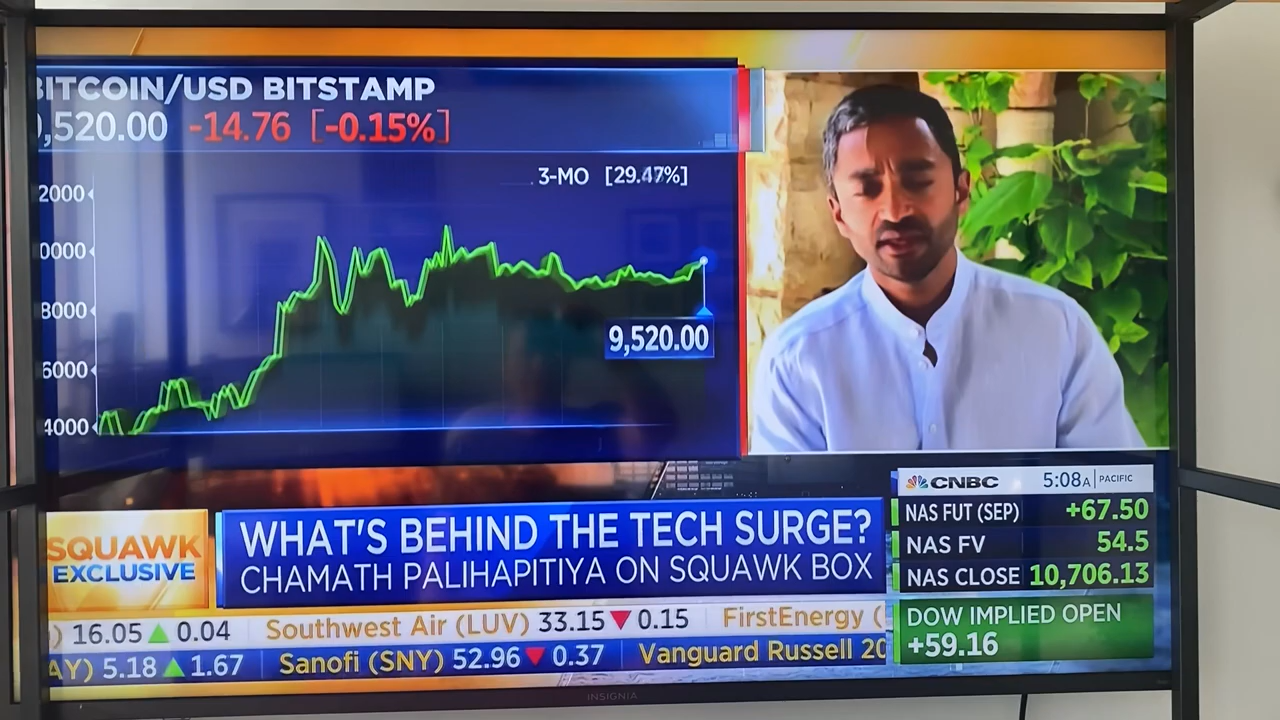 BITCOIN/USD BITSTAMP
,520.00 -14.76 [-0.15%]
3-MO [29.47%]
2000
0000
8000
6000
4000
9,520.00
CNBC 5:08A PACIFIC
NAS FUT (SEP) +67.50
NAS FV 54.5
NAS CLOSE 10,706.13
DOW IMPLIED OPEN
+59.16
SQUAWK
EXCLUSIVE
WHAT'S BEHIND THE TECH SURGE?
CHAMATH PALIHAPITIYA ON SQUAWK BOX
) 16.05 ▲ 0.04 Southwest Air (LUV) 33.15 ▼ 0.15 FirstEnergy (
AY) 5.18 ▲ 1.67 Sanofi (SNY) 52.96 ▼ 0.37 Vanguard Russell 20
INSIGNIA